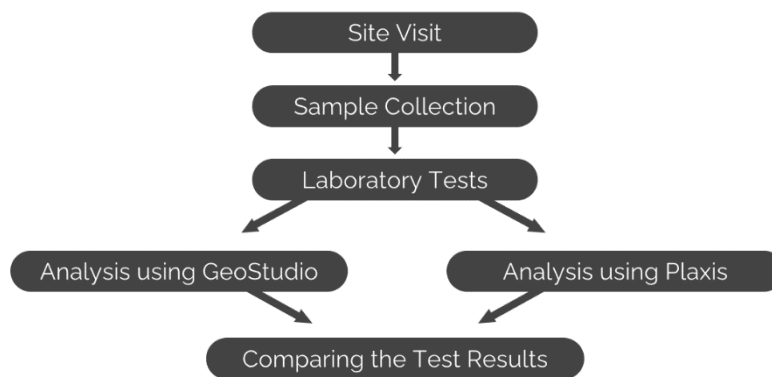 Site Visit
Sample Collection
Laboratory Tests
Analysis using GeoStudio
Analysis using Plaxis
Comparing the Test Results